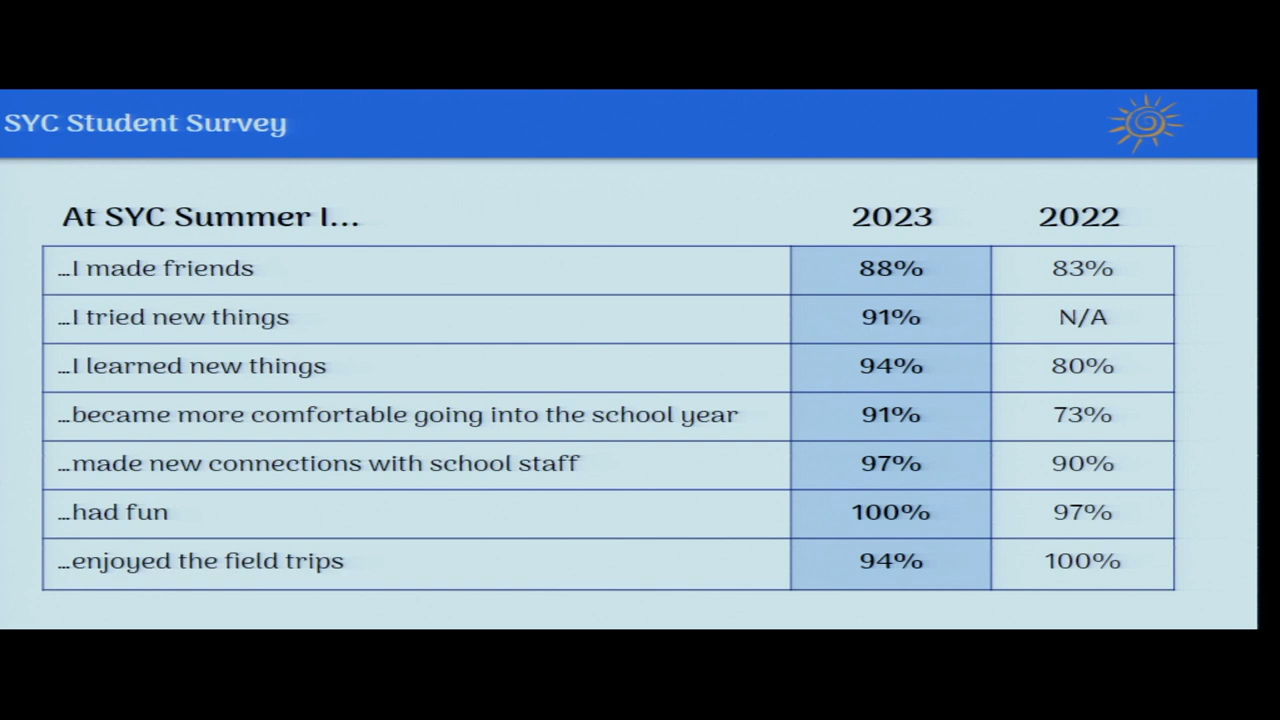 SYC Student Survey
At SYC Summer I... 2023 2022
...I made friends 88% 83%
...I tried new things 91% N/A
...I learned new things 94% 80%
...became more comfortable going into the school year 91% 73%
...made new connections with school staff 97% 90%
...had fun 100% 97%
...enjoyed the field trips 94% 100%